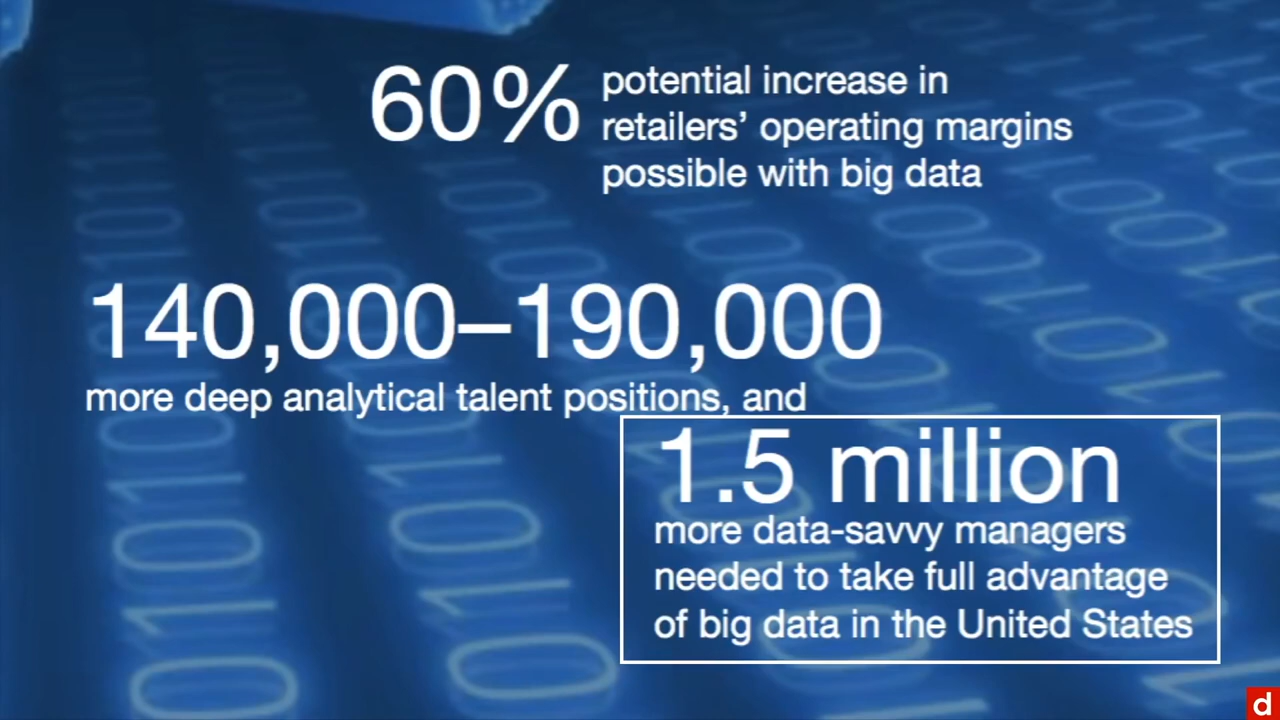 60%
potential increase in
retailers’ operating margins
possible with big data
140,000–190,000
more deep analytical talent positions, and
1.5 million
more data-savvy managers
needed to take full advantage
of big data in the United States
d